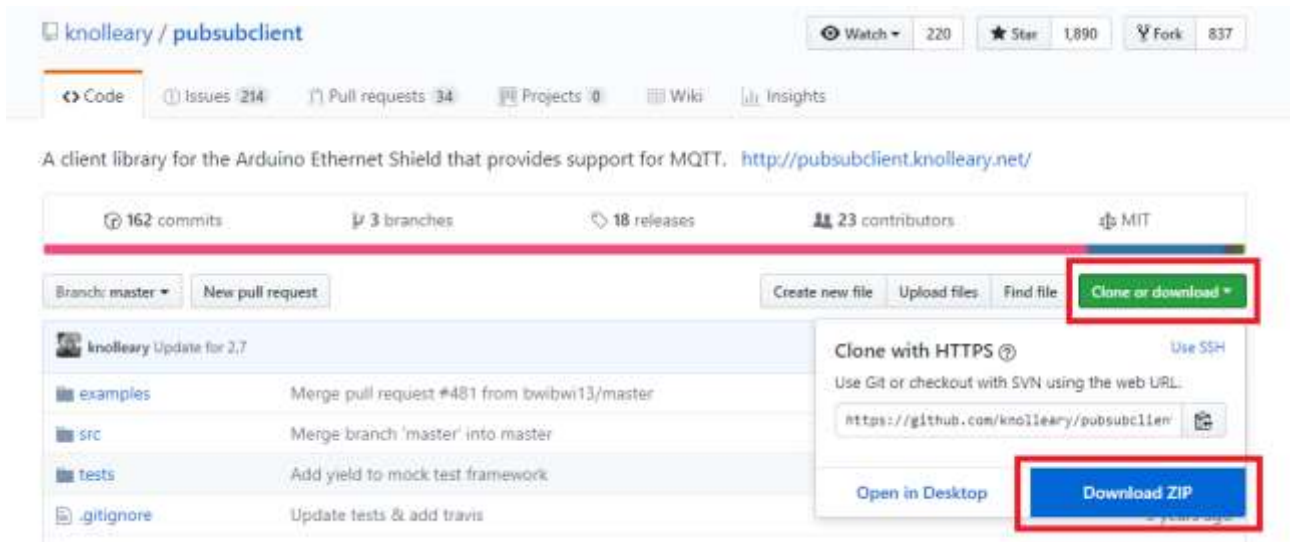 knolleary / pubsubclient
Watch 220 Star 1,890 Fork 837
Code Issues 214 Pull requests 34 Projects 0 Wiki Insights
A client library for the Arduino Ethernet Shield that provides support for MQTT. http://pubsubclient.knolleary.net/
162 commits 3 branches 18 releases 23 contributors MIT
Branch: master New pull request Create new file Upload files Find file Clone or download
knolleary Update for 2.7
Clone with HTTPS Use SSH
examples Merge pull request #481 from bwibwi13/master
Use Git or checkout with SVN using the web URL.
src Merge branch 'master' into master
https://github.com/knolleary/pubsubclien
tests Add yield to mock test framework
Open in Desktop Download ZIP
.gitignore Update tests & add travis